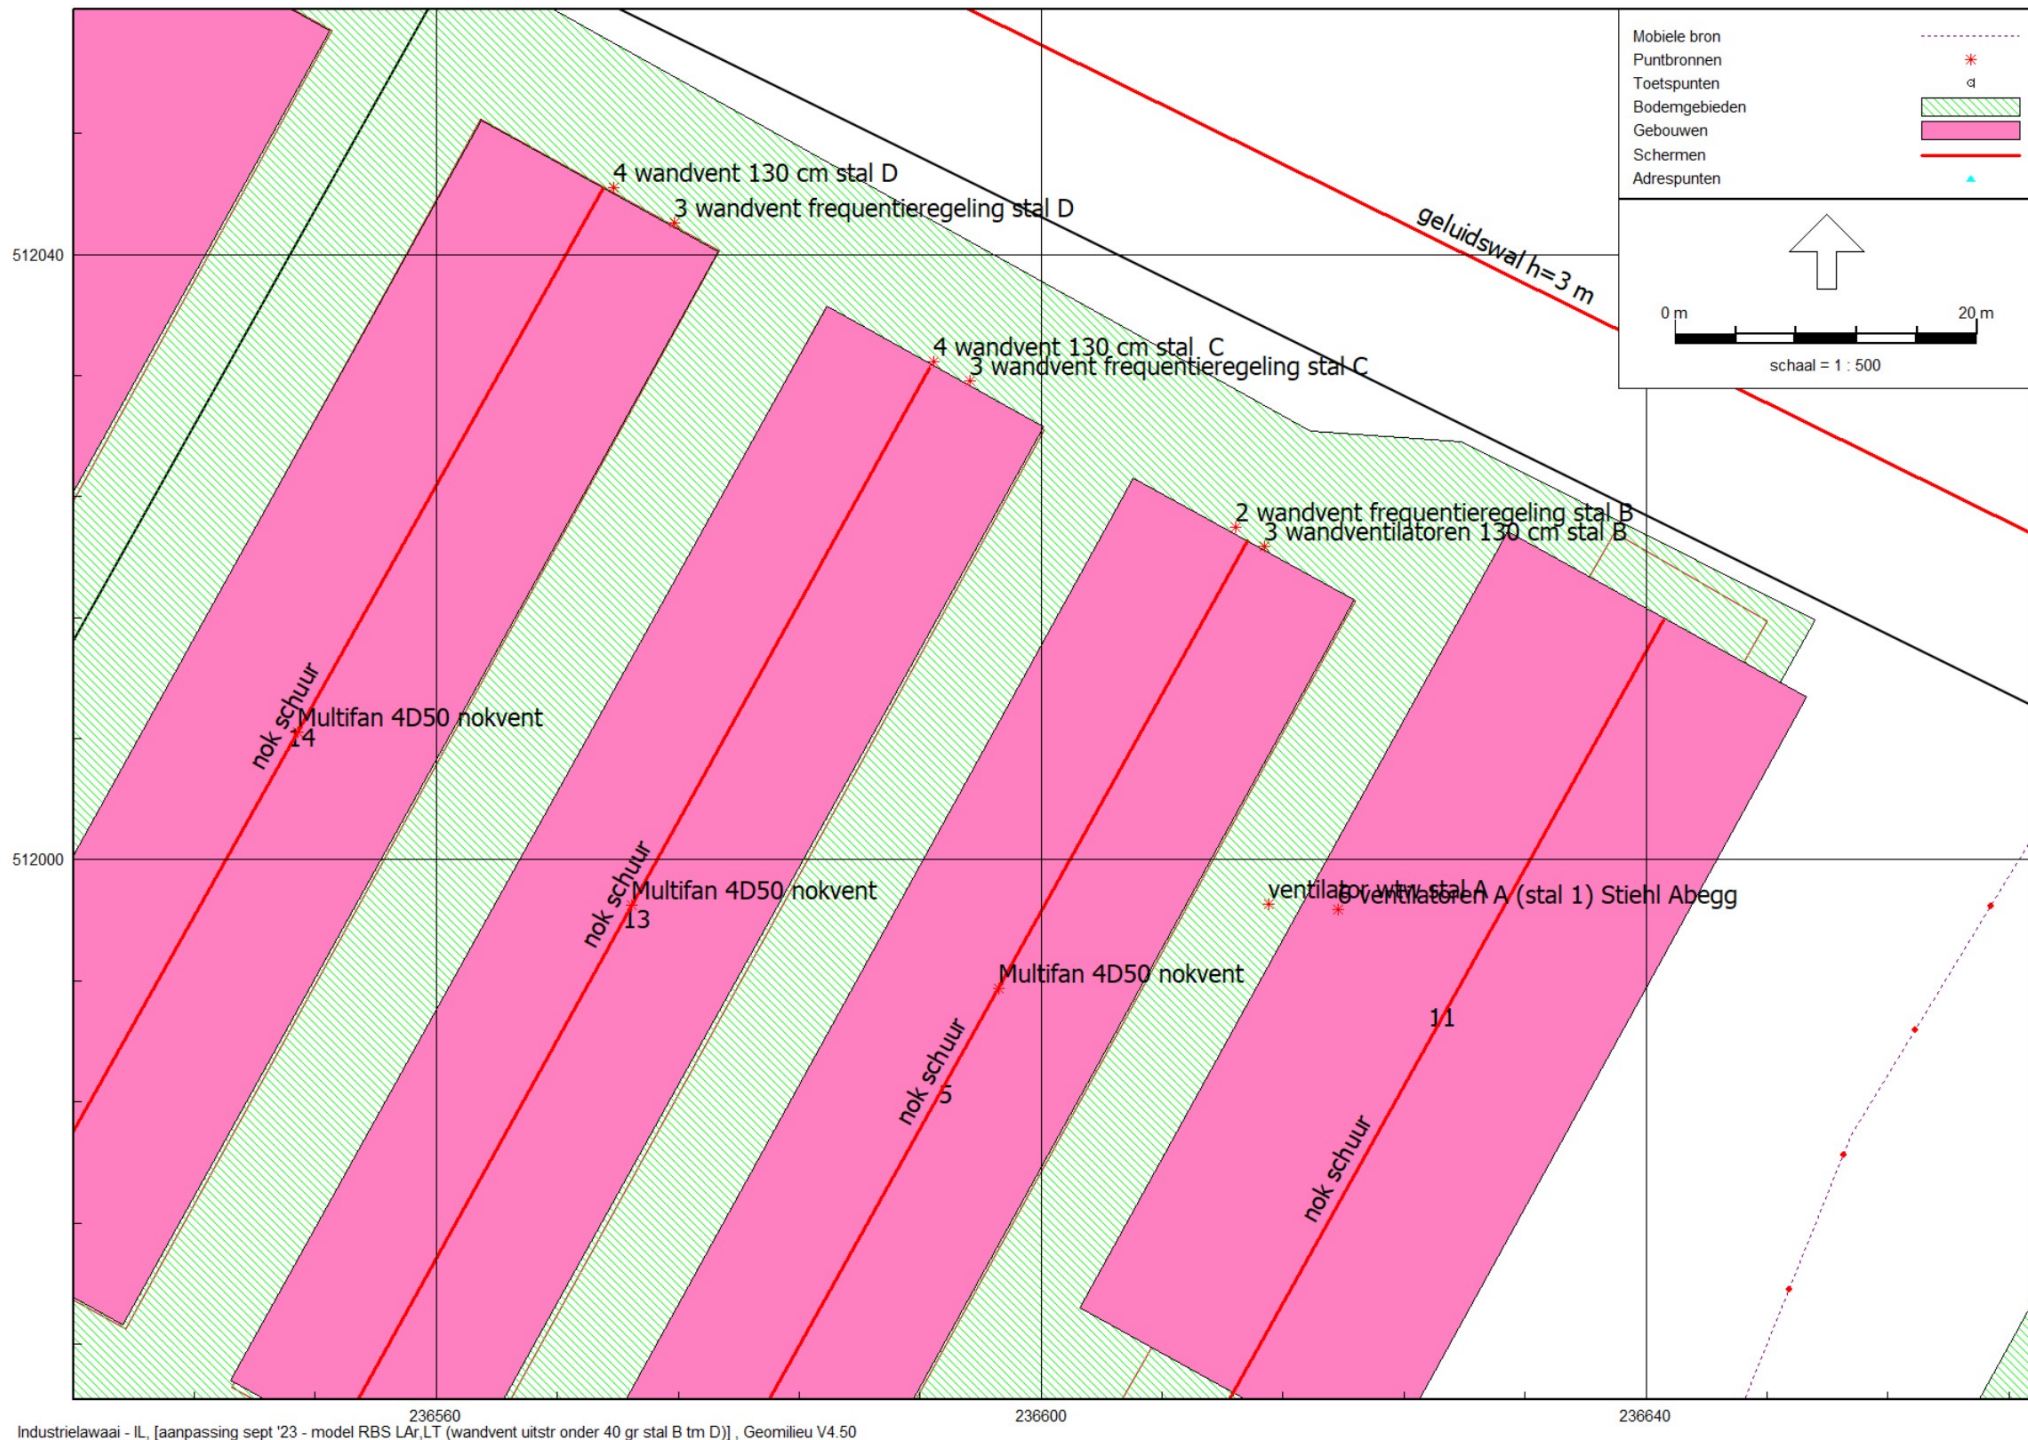 Mobiele bron
Puntbronnen
Toetspunten
Bodemgebieden
Gebouwen
Schermen
Adrespunten
0 m
20 m
schaal = 1 : 500
geluidswal h=3 m
4 wandvent 130 cm stal D
3 wandvent frequentieregeling stal D
512040
4 wandvent 130 cm stal  C
3 wandvent frequentieregeling stal C
2 wandvent frequentieregeling stal B
3 wandventilatoren 130 cm stal B
nok schuur
Multifan 4D50 nokvent
14
512000
nok schuur
Multifan 4D50 nokvent
13
ventilator wtw stal A
6 ventilatoren A (stal 1) Stiehl Abegg
Multifan 4D50 nokvent
nok schuur
5
11
nok schuur
236560
236600
236640
Industrielawaai - IL, [aanpassing sept '23 - model RBS LAr,LT (wandvent uitstr onder 40 gr stal B tm D)] , Geomilieu V4.50